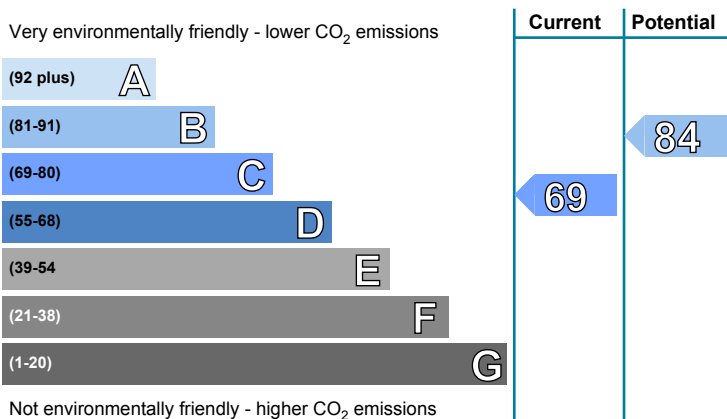 Current Potential
Very environmentally friendly - lower CO2 emissions
(92 plus) A
(81-91) B
84
(69-80) C
69
(55-68) D
(39-54 E
(21-38) F
(1-20) G
Not environmentally friendly - higher CO2 emissions